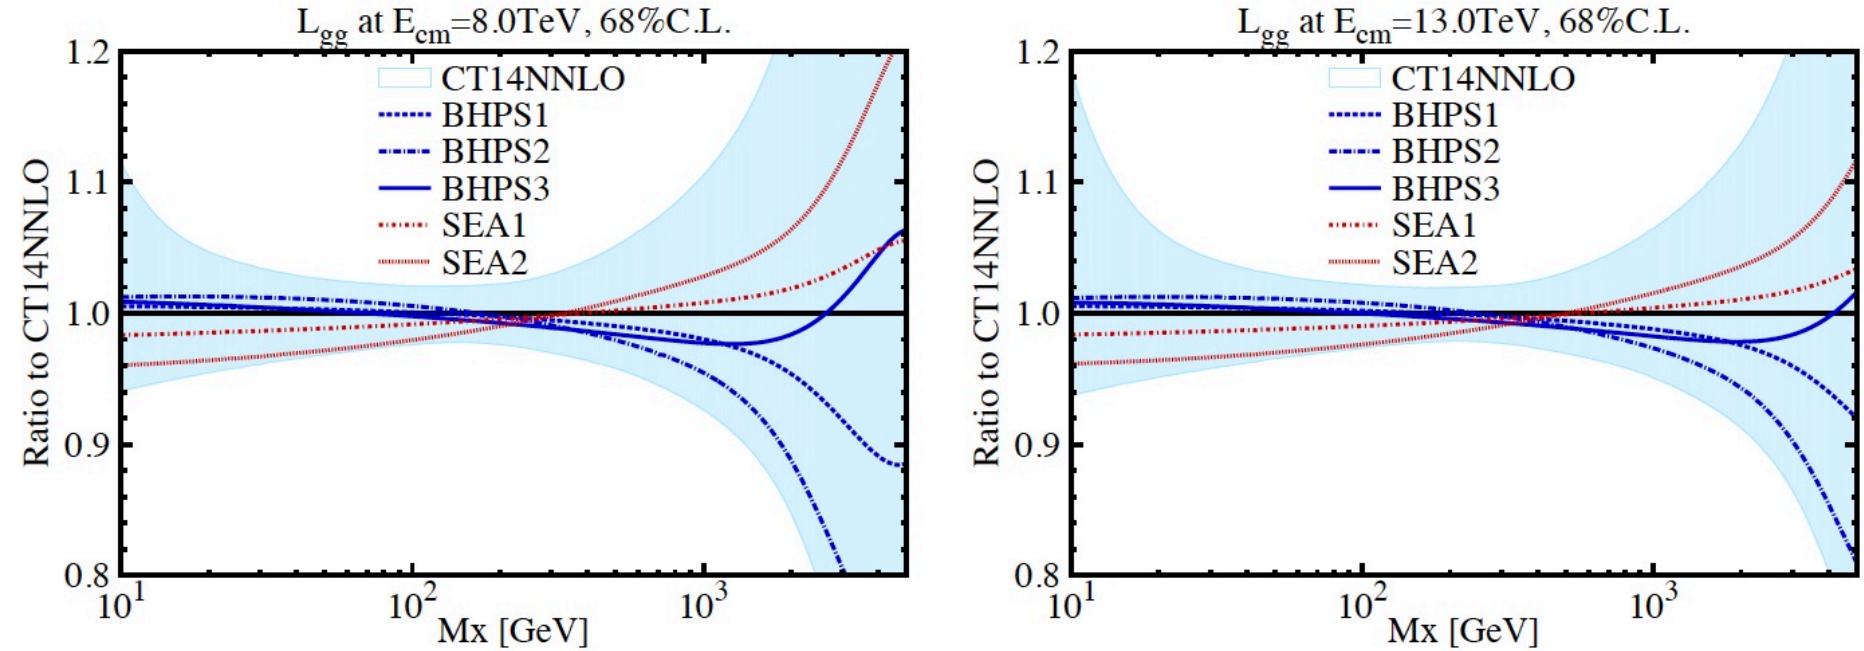 L_gg at E_cm=8.0TeV, 68%C.L.
Ratio to CT14NNLO
1.2
1.1
1.0
0.9
0.8
CT14NNLO
BHPS1
BHPS2
BHPS3
SEA1
SEA2
10^1
10^2
10^3
Mx [GeV]
L_gg at E_cm=13.0TeV, 68%C.L.
Ratio to CT14NNLO
1.2
1.1
1.0
0.9
0.8
CT14NNLO
BHPS1
BHPS2
BHPS3
SEA1
SEA2
10^1
10^2
10^3
Mx [GeV]